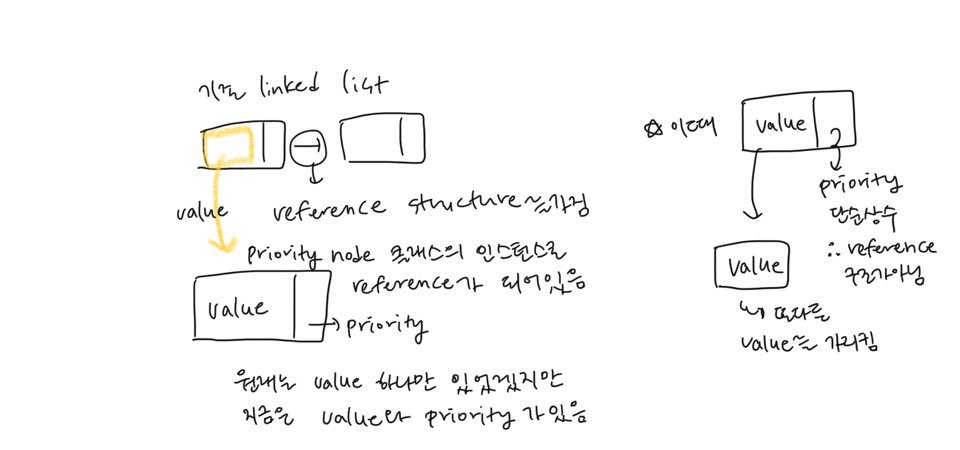 기존 linked list
value
reference structure를 가정
priority node 클래스의 인스턴스로
reference가 되어있음
value
priority
원래는 value 하나만 있었겠지만
지금은 value와 priority가 있음
☆ 이때
value
2
priority
단순상수
∴ reference
구조가아님
value
또다른
value를 가리킴